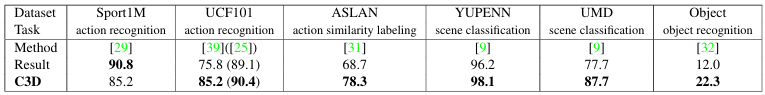 Dataset Sport1M UCF101 ASLAN YUPENN UMD Object
Task action recognition action recognition action similarity labeling scene classification scene classification object recognition
Method [29] [39]([25]) [31] [9] [9] [32]
Result 90.8 75.8 (89.1) 68.7 96.2 77.7 12.0
C3D 85.2 85.2 (90.4) 78.3 98.1 87.7 22.3